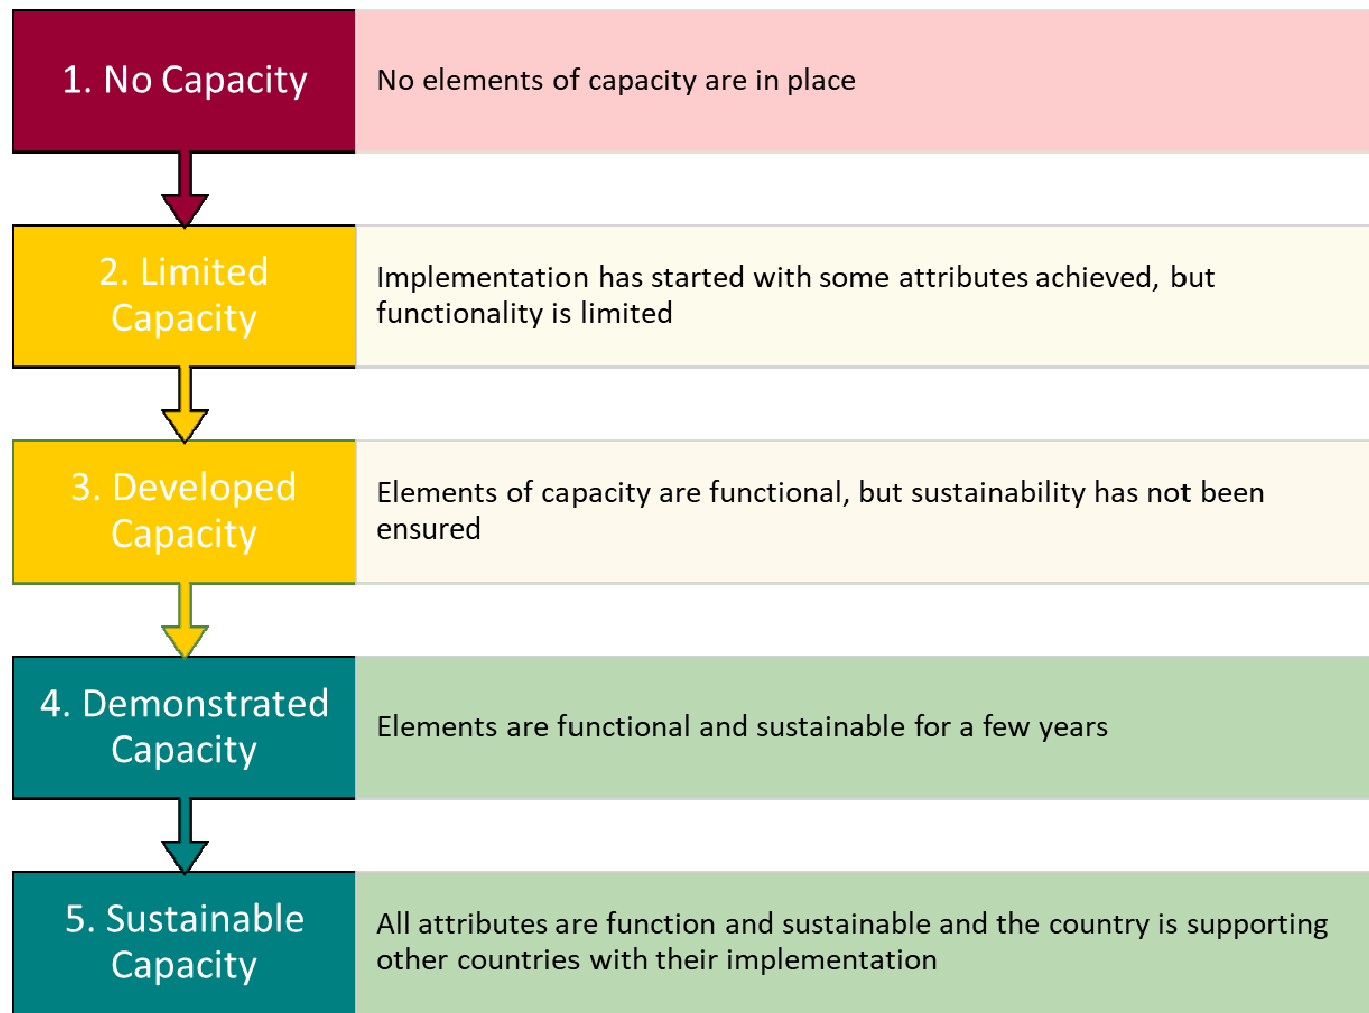 1. No Capacity
No elements of capacity are in place
2. Limited
Capacity
Implementation has started with some attributes achieved, but
functionality is limited
3. Developed
Capacity
Elements of capacity are functional, but sustainability has not been
ensured
4. Demonstrated
Capacity
Elements are functional and sustainable for a few years
5. Sustainable
Capacity
All attributes are function and sustainable and the country is supporting
other countries with their implementation